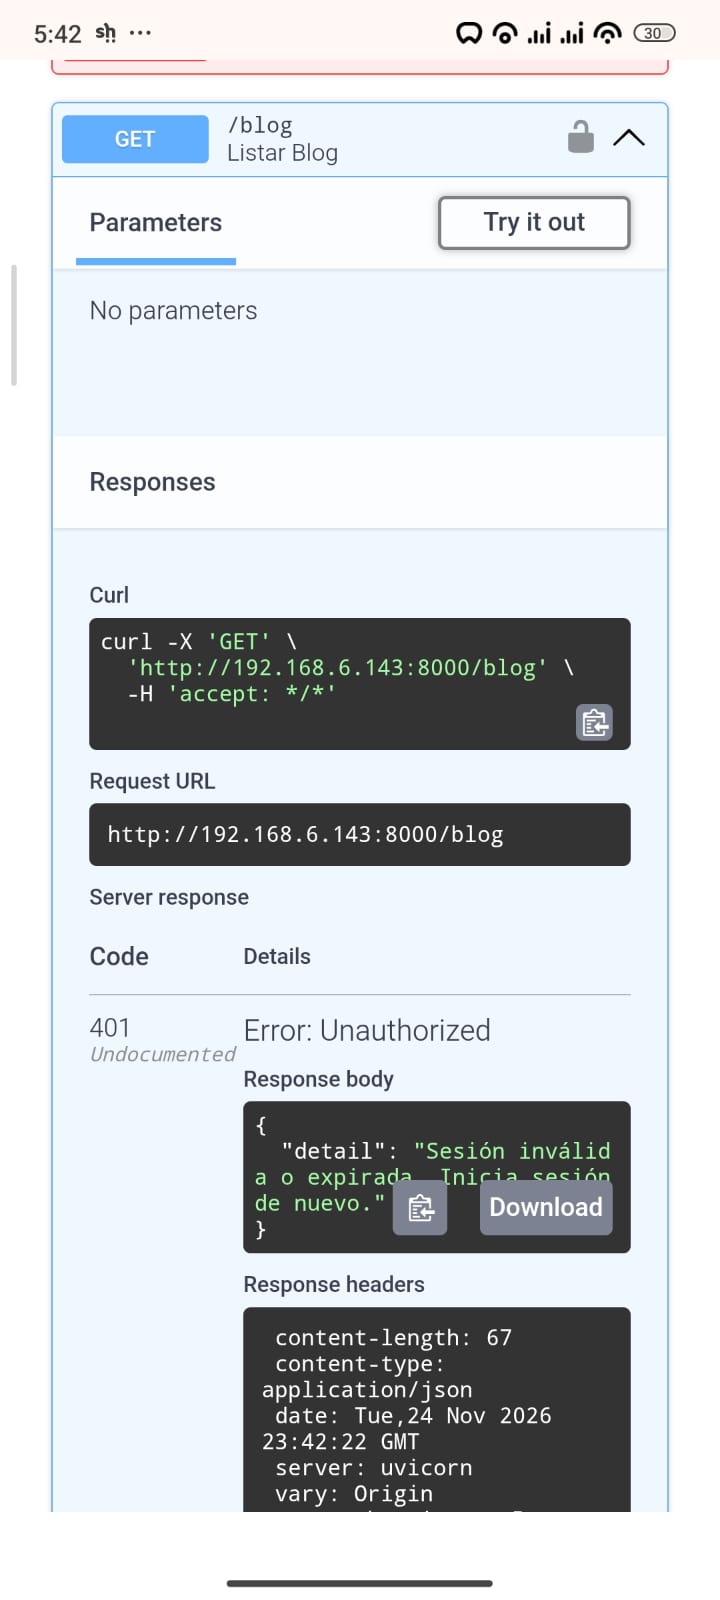 5:42 sh ... 30
GET
/blog
Listar Blog
Parameters
Try it out
No parameters
Responses
Curl
curl -X 'GET' \
'http://192.168.6.143:8000/blog' \
-H 'accept: */*'
Request URL
http://192.168.6.143:8000/blog
Server response
Code Details
401
Undocumented
Error: Unauthorized
Response body
{
"detail": "Sesión inválid
a o expirada. Inicia sesión
de nuevo."
}
Download
Response headers
content-length: 67
content-type:
application/json
date: Tue,24 Nov 2026
23:42:22 GMT
server: uvicorn
vary: Origin